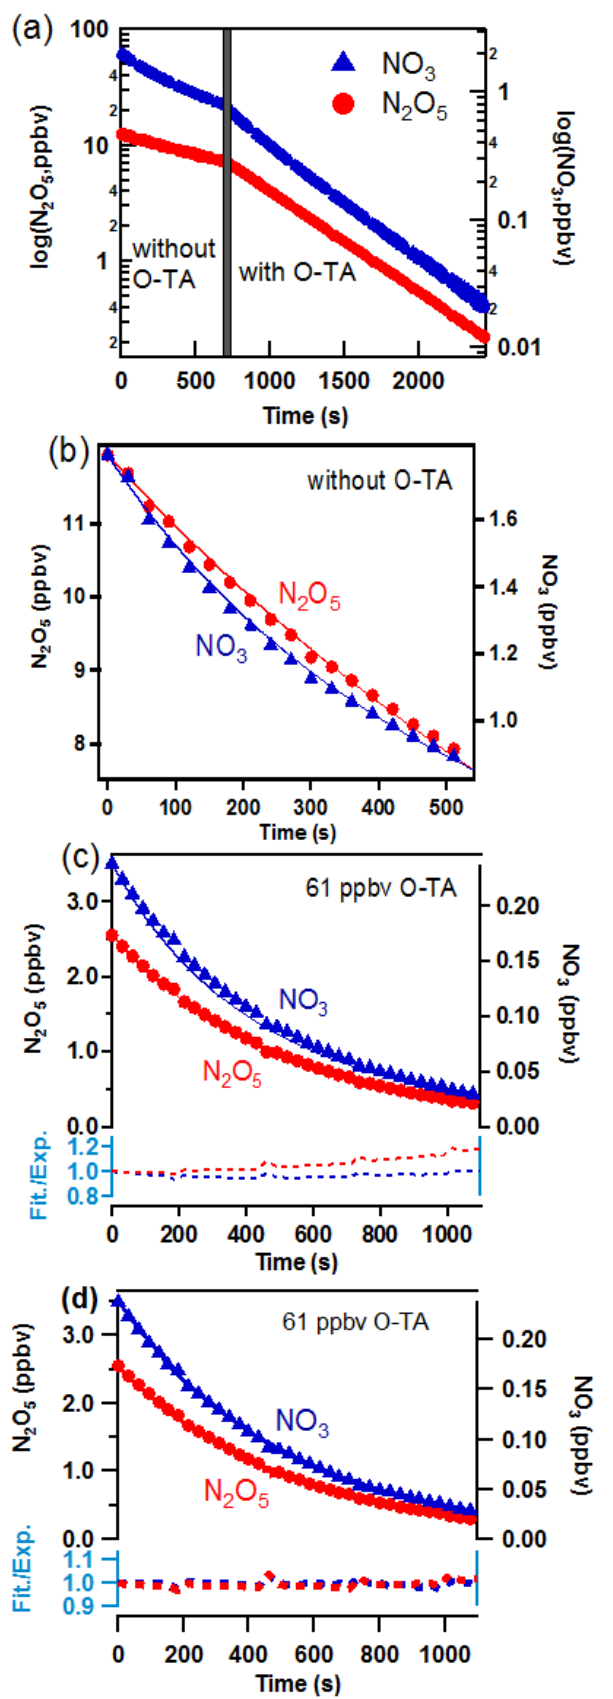 (a)
100
4
2
10
4
2
1
4
2
log(N₂O₅,ppbv)
NO₃
N₂O₅
without
O-TA
with O-TA
2
1
4
2
0.1
4
2
0.01
log(NO₃,ppbv)
0 500 1000 1500 2000
Time (s)
(b)
without O-TA
11
10
9
8
N₂O₅ (ppbv)
N₂O₅
NO₃
1.6
1.4
1.2
1.0
NO₃ (ppbv)
0 100 200 300 400 500
Time (s)
(c)
61 ppbv O-TA
3.0
2.0
1.0
0.0
N₂O₅ (ppbv)
NO₃
N₂O₅
0.20
0.15
0.10
0.05
0.00
NO₃ (ppbv)
1.2
1.0
0.8
Fit./Exp.
0 200 400 600 800 1000
Time (s)
(d)
61 ppbv O-TA
3.0
2.0
1.0
0.0
N₂O₅ (ppbv)
NO₃
N₂O₅
0.20
0.15
0.10
0.05
0.00
NO₃ (ppbv)
1.1
1.0
0.9
Fit./Exp.
0 200 400 600 800 1000
Time (s)